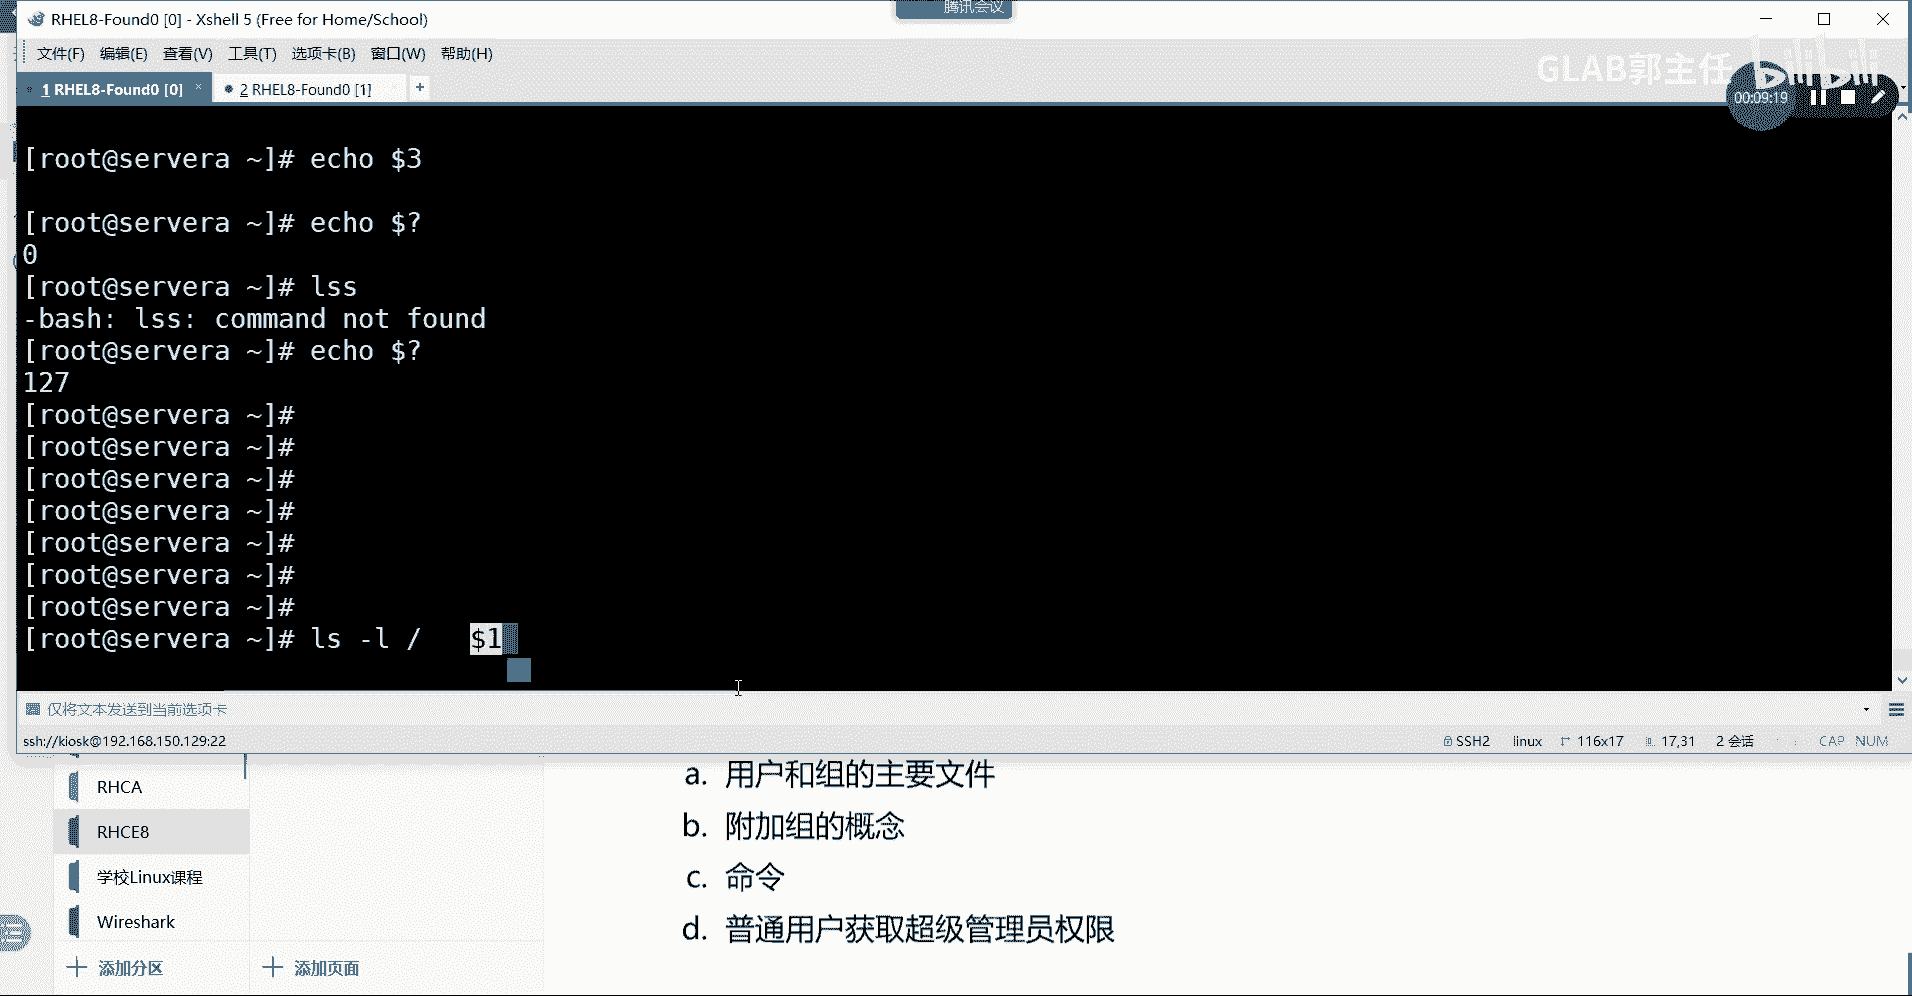 腾讯会议
RHEL8-Found0 [0] - Xshell 5 (Free for Home/School)
文件(F) 编辑(E) 查看(V) 工具(T) 选项卡(B) 窗口(W) 帮助(H)
GLAB郭主任
bilibili
1 RHEL8-Found0 [0] × 2 RHEL8-Found0 [1] +
00:09:19
[root@servera ~]# echo $3
[root@servera ~]# echo $?
0
[root@servera ~]# lss
-bash: lss: command not found
[root@servera ~]# echo $?
127
[root@servera ~]#
[root@servera ~]#
[root@servera ~]#
[root@servera ~]#
[root@servera ~]#
[root@servera ~]#
[root@servera ~]#
[root@servera ~]# ls -l / $1
仅将文本发送到当前选项卡
ssh://kiosk@192.168.150.129:22 SSH2 linux 116x17 17,31 2 会话 CAP NUM
RHCA
RHCE8
学校Linux课程
Wireshark
添加分区 添加页面
a. 用户和组的主要文件
b. 附加组的概念
c. 命令
d. 普通用户获取超级管理员权限